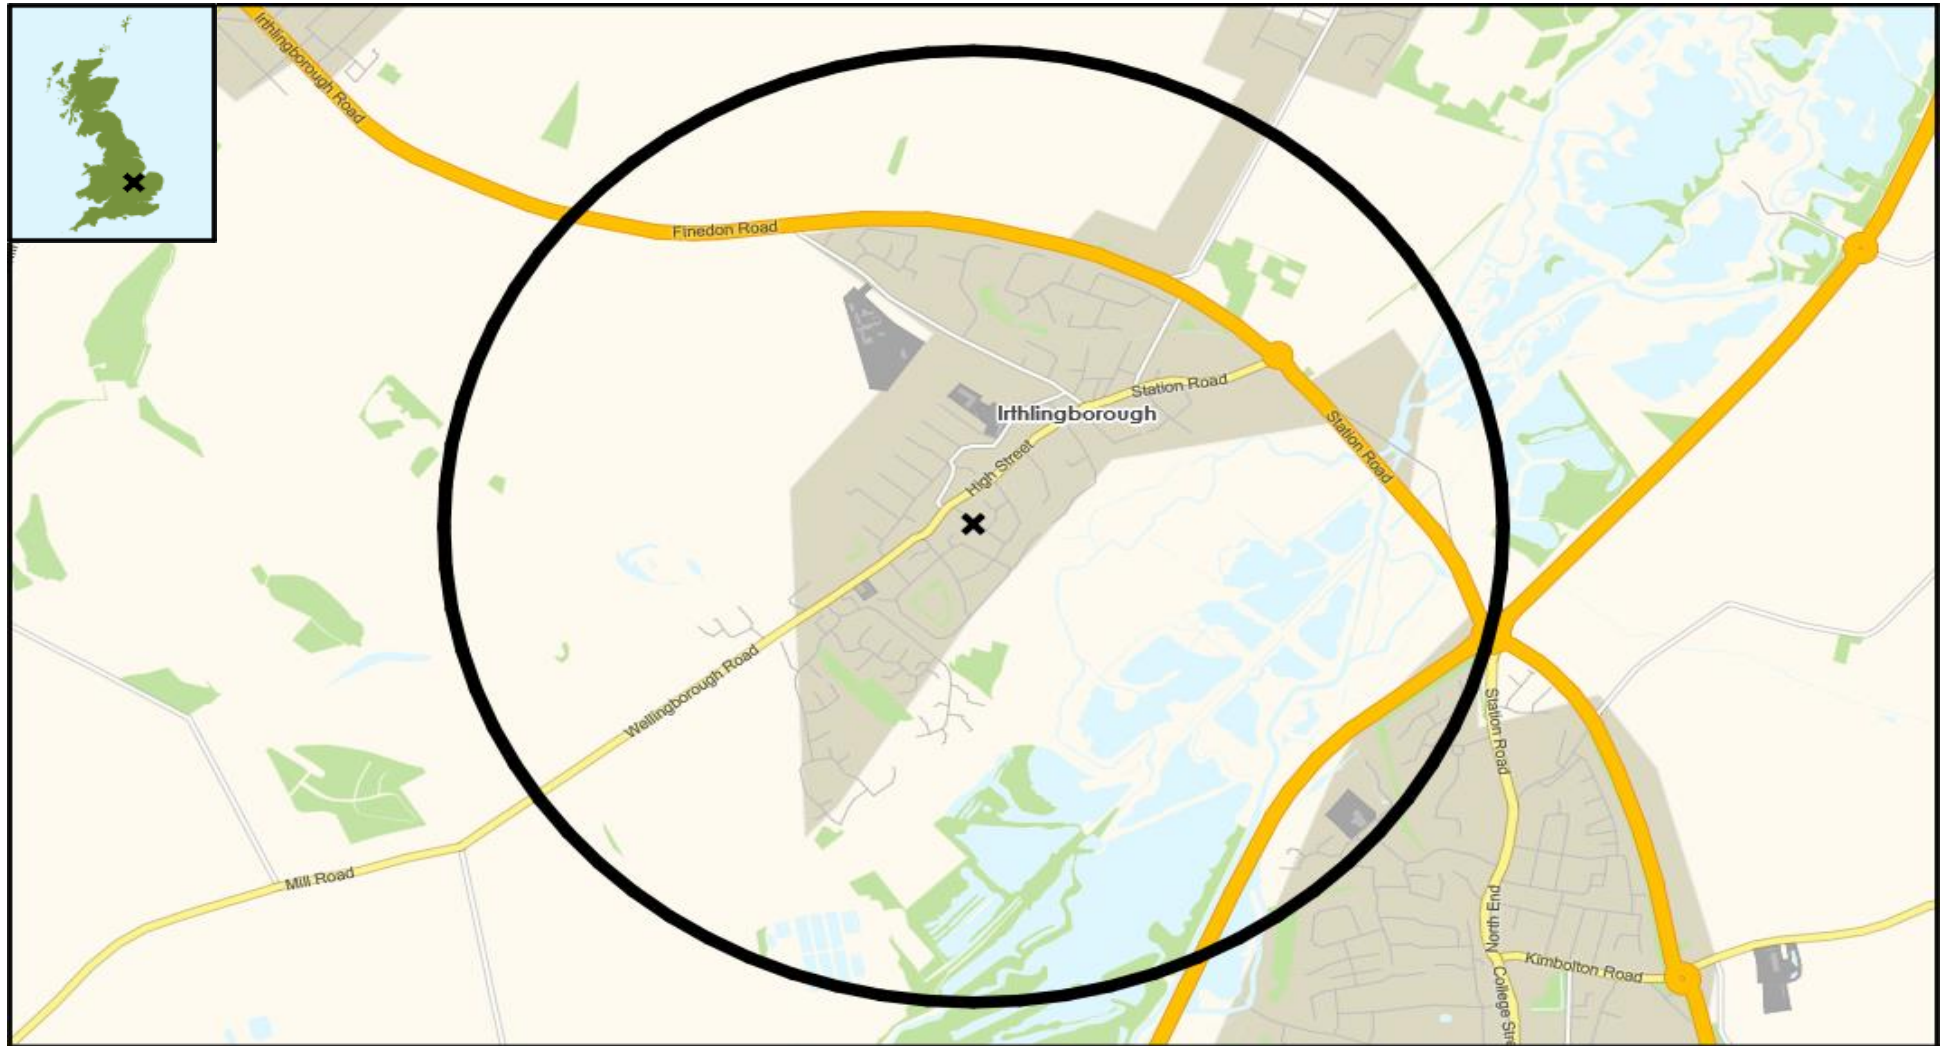 Irthlingborough Road
Finedon Road
Station Road
Irthlingborough
Station Road
High Street
Wellingborough Road
Station Road
Mill Road
North End
Kimbolton Road
College Stre